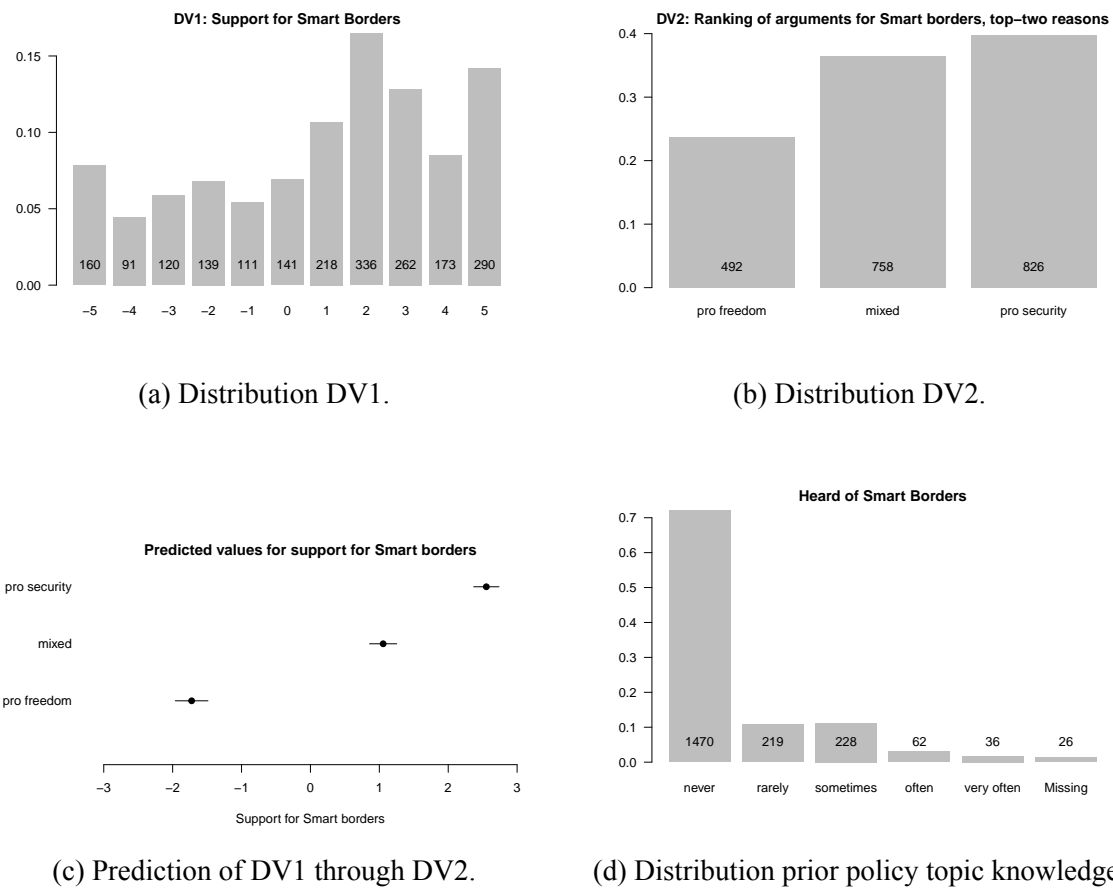 DV1: Support for Smart Borders
0.15
0.10
0.05
0.00
160 91 120 139 111 141 218 336 262 173 290
−5 −4 −3 −2 −1 0 1 2 3 4 5
(a) Distribution DV1.
DV2: Ranking of arguments for Smart borders, top−two reasons
0.4
0.3
0.2
0.1
0.0
492 758 826
pro freedom mixed pro security
(b) Distribution DV2.
Predicted values for support for Smart borders
pro security
mixed
pro freedom
−3 −2 −1 0 1 2 3
Support for Smart borders
(c) Prediction of DV1 through DV2.
Heard of Smart Borders
0.7
0.6
0.5
0.4
0.3
0.2
0.1
0.0
1470 219 228 62 36 26
never rarely sometimes often very often Missing
(d) Distribution prior policy topic knowledge